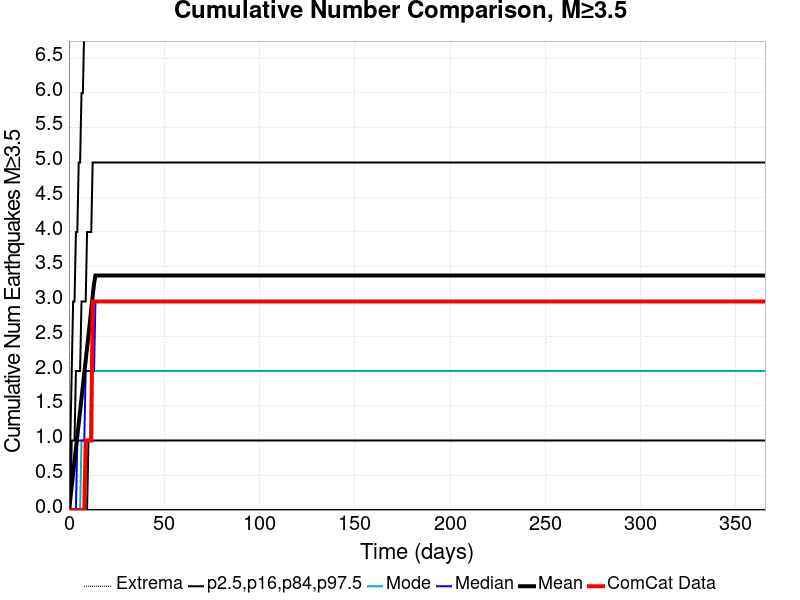 Cumulative Number Comparison, M≥3.5
Cumulative Num Earthquakes M≥3.5
6.5
6.0
5.5
5.0
4.5
4.0
3.5
3.0
2.5
2.0
1.5
1.0
0.5
0.0
0 50 100 150 200 250 300 350
Time (days)
Extrema p2.5,p16,p84,p97.5 Mode Median Mean ComCat Data